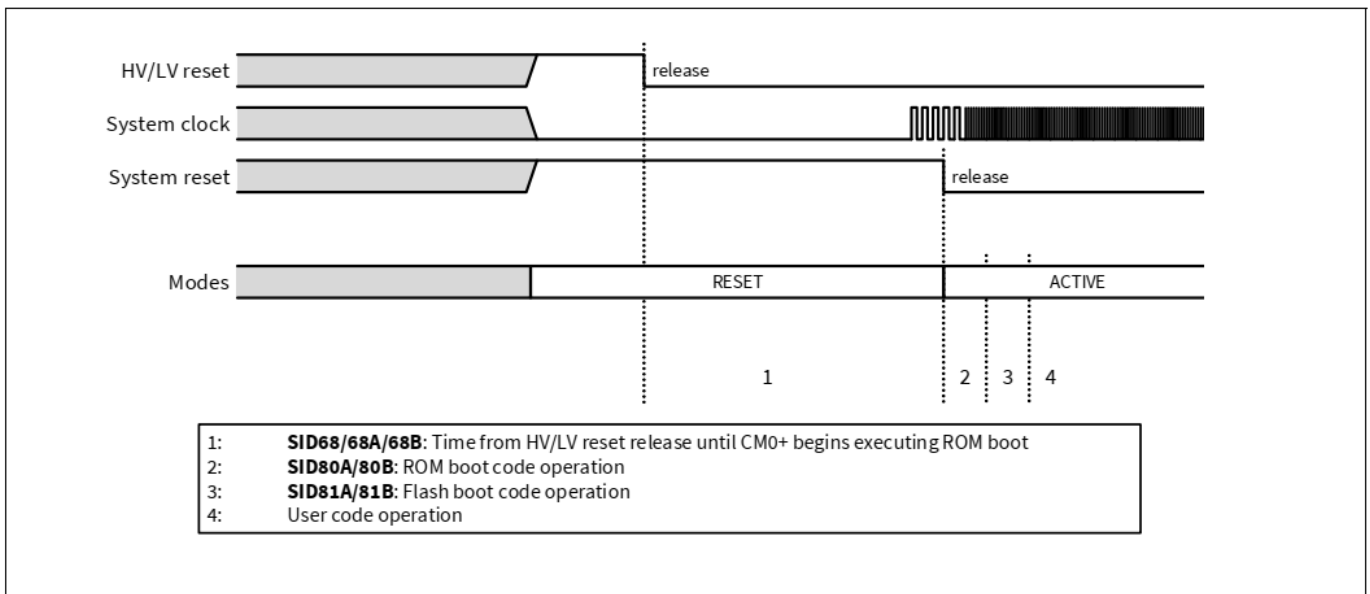 HV/LV reset
release
System clock
System reset
release
Modes
RESET
ACTIVE
1
2
3
4
1: SID68/68A/68B: Time from HV/LV reset release until CM0+ begins executing ROM boot
2: SID80A/80B: ROM boot code operation
3: SID81A/81B: Flash boot code operation
4: User code operation